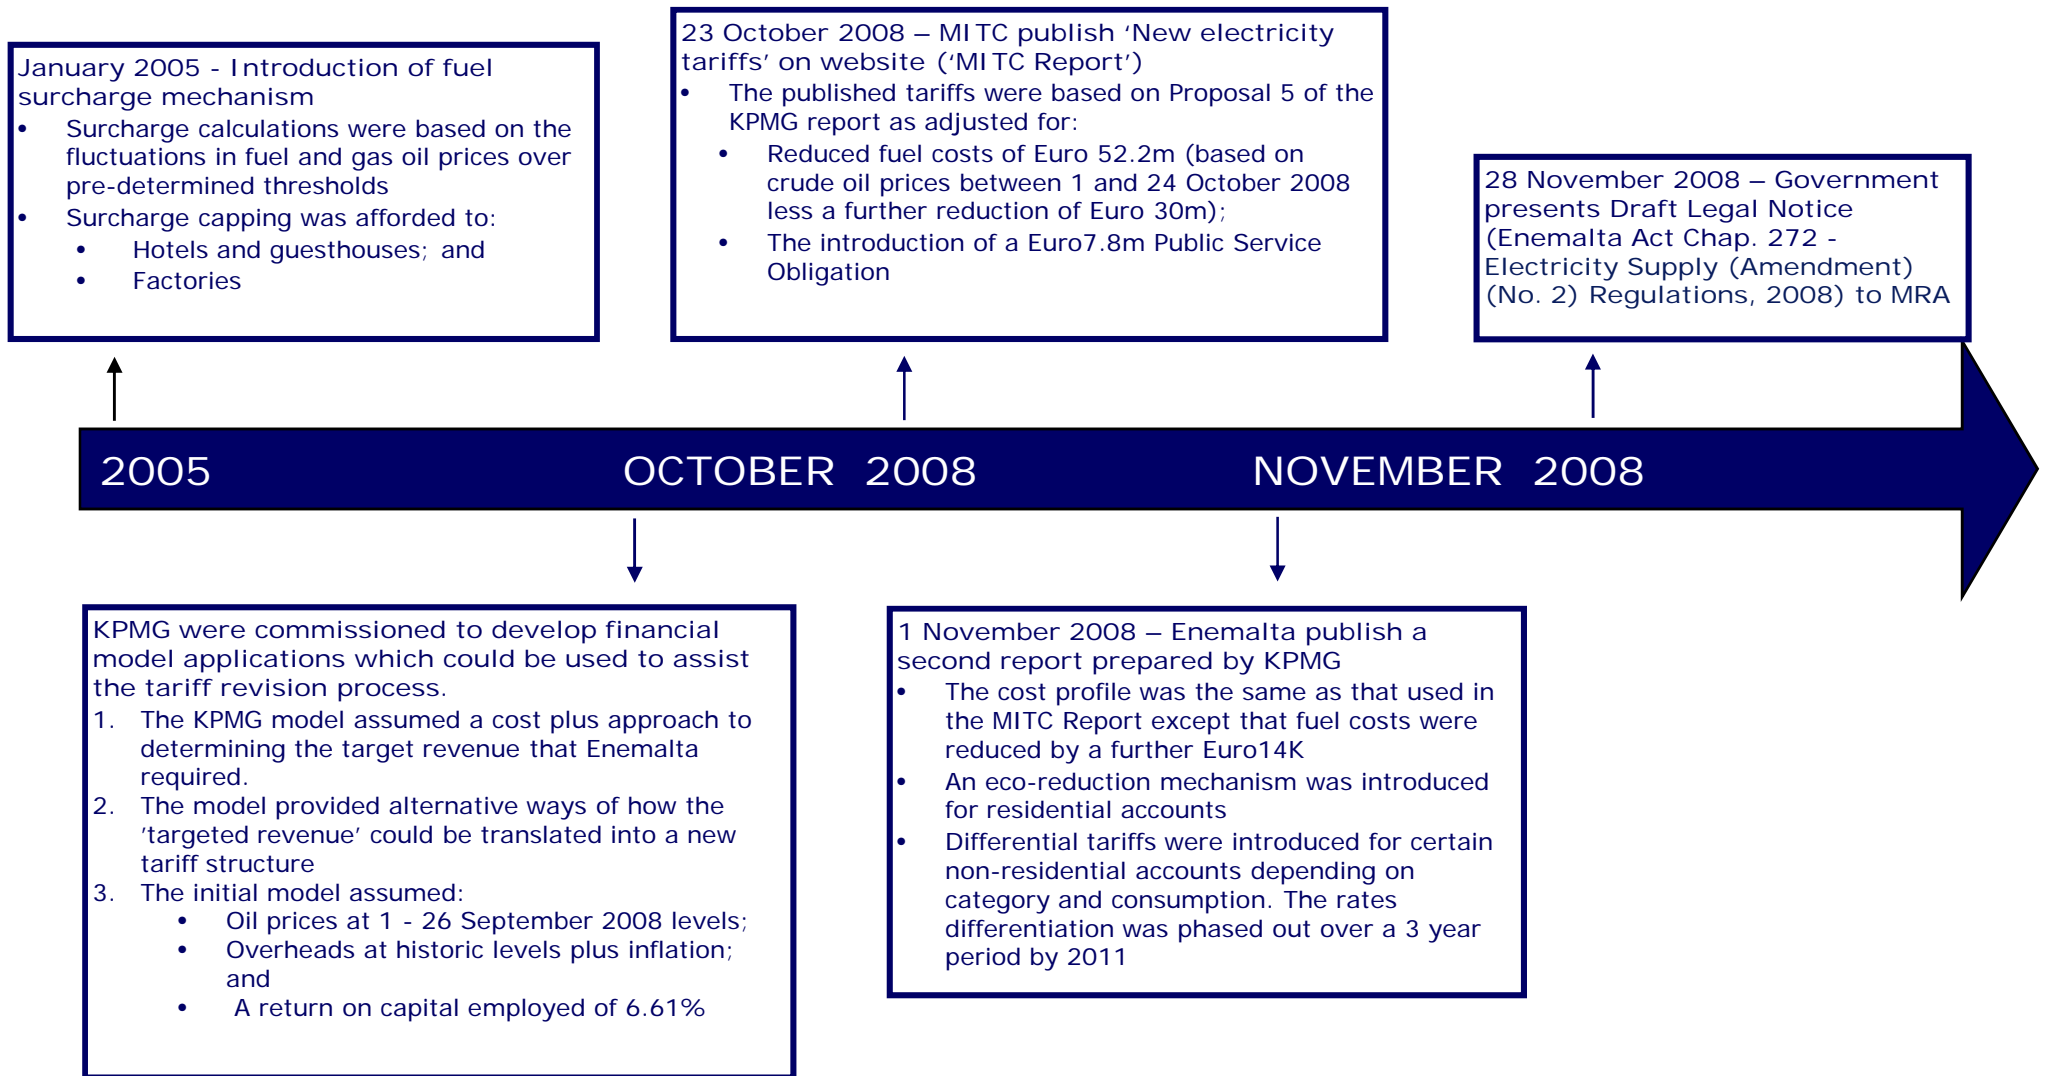 January 2005 - Introduction of fuel
surcharge mechanism
• Surcharge calculations were based on the
fluctuations in fuel and gas oil prices over
pre-determined thresholds
• Surcharge capping was afforded to:
• Hotels and guesthouses; and
• Factories
23 October 2008 – MITC publish ‘New electricity
tariffs’ on website (‘MITC Report’)
• The published tariffs were based on Proposal 5 of the
KPMG report as adjusted for:
• Reduced fuel costs of Euro 52.2m (based on
crude oil prices between 1 and 24 October 2008
less a further reduction of Euro 30m);
• The introduction of a Euro7.8m Public Service
Obligation
28 November 2008 – Government
presents Draft Legal Notice
(Enemalta Act Chap. 272 -
Electricity Supply (Amendment)
(No. 2) Regulations, 2008) to MRA
2005
OCTOBER 2008
NOVEMBER 2008
KPMG were commissioned to develop financial
model applications which could be used to assist
the tariff revision process.
1. The KPMG model assumed a cost plus approach to
determining the target revenue that Enemalta
required.
2. The model provided alternative ways of how the
‘targeted revenue’ could be translated into a new
tariff structure
3. The initial model assumed:
• Oil prices at 1 - 26 September 2008 levels;
• Overheads at historic levels plus inflation;
and
• A return on capital employed of 6.61%
1 November 2008 – Enemalta publish a
second report prepared by KPMG
• The cost profile was the same as that used in
the MITC Report except that fuel costs were
reduced by a further Euro14K
• An eco-reduction mechanism was introduced
for residential accounts
• Differential tariffs were introduced for certain
non-residential accounts depending on
category and consumption. The rates
differentiation was phased out over a 3 year
period by 2011